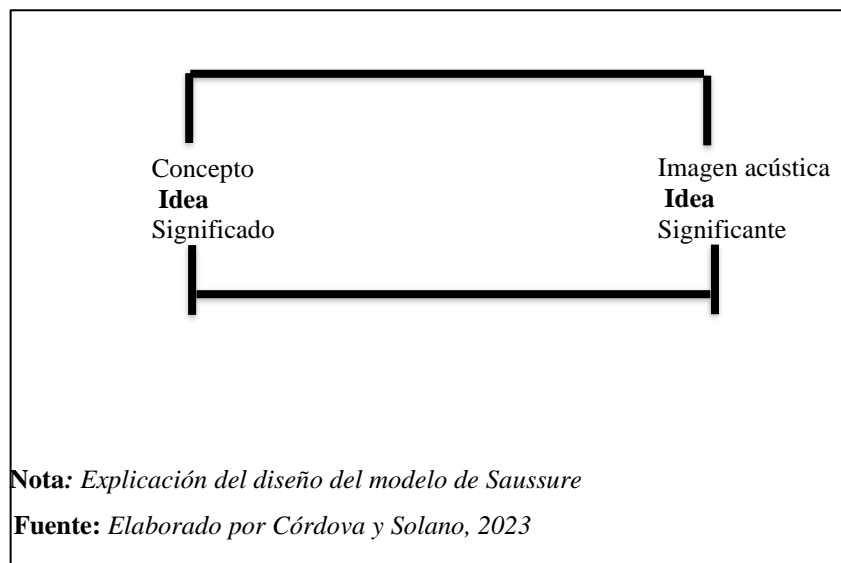 Concepto
Idea
Significado
Imagen acústica
Idea
Significante
Nota: Explicación del diseño del modelo de Saussure
Fuente: Elaborado por Córdova y Solano, 2023